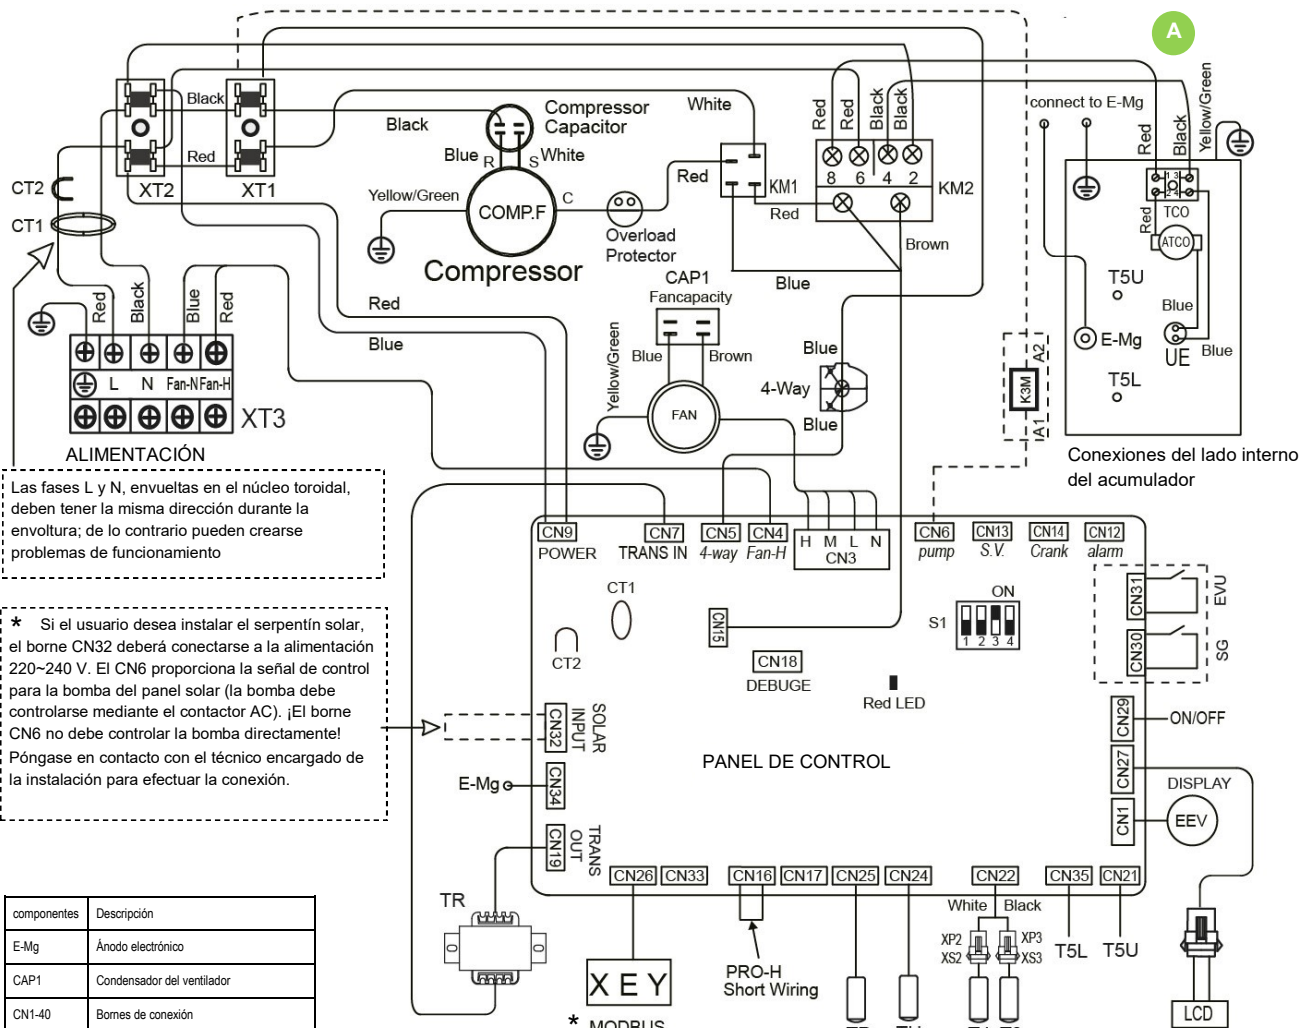 A
Black
Red
XT2
XT1
CT2
CT1
Black
Compressor
Capacitor
Blue
R
S
White
Yellow/Green
COMP.F
C
Compressor
Overload
Protector
White
Red
KM1
Red
Red
Red
Black
Black
8
6
4
2
KM2
Brown
Blue
connect to E-Mg
Red
Black
Yellow/Green
1
3
2
4
TCO
Red
ATCO
T5U
Blue
E-Mg
UE
Blue
T5L
Conexiones del lado interno
del acumulador
Red
Black
Blue
Red
Red
Blue
L
N
Fan-N
Fan-H
XT3
ALIMENTACIÓN
CAP1
Fancapacity
Blue
Brown
Yellow/Green
FAN
Blue
4-Way
Blue
A2
K3M
A1
Las fases L y N, envueltas en el núcleo toroidal,
deben tener la misma dirección durante la
envoltura; de lo contrario pueden crearse
problemas de funcionamiento
* Si el usuario desea instalar el serpentín solar,
el borne CN32 deberá conectarse a la alimentación
220~240 V. El CN6 proporciona la señal de control
para la bomba del panel solar (la bomba debe
controlarse mediante el contactor AC). ¡El borne
CN6 no debe controlar la bomba directamente!
Póngase en contacto con el técnico encargado de
la instalación para efectuar la conexión.
CN9
POWER
CN7
TRANS IN
CN5
4-way
CN4
Fan-H
H M L N
CN3
CN6
pump
CN13
S.V.
CN14
Crank
CN12
alarm
CT1
CT2
CN15
CN18
DEBUGE
Red LED
ON
S1
1 2 3 4
CN31
EVU
CN30
SG
CN29
ON/OFF
CN27
DISPLAY
CN1
EEV
SOLAR
INPUT
CN32
E-Mg
CN34
TRANS
OUT
CN19
PANEL DE CONTROL
CN26
CN33
CN16
CN17
CN25
CN24
CN22
CN35
CN21
White
Black
XP2
XS2
XP3
XS3
T5L
T5U
TR
XEY
* MODBUS
PRO-H
Short Wiring
LCD
componentes
Descripción
E-Mg
Ánodo electrónico
CAP1
Condensador del ventilador
CN1-40
Bornes de conexión